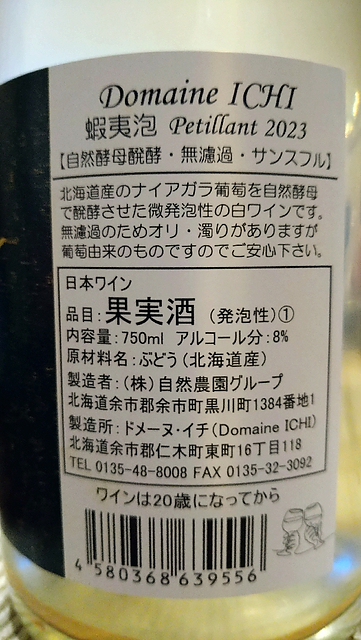 Domaine ICHI
蝦夷泡 Petillant 2023
【自然酵母醗酵・無濾過・サンスフル】
北海道産のナイアガラ葡萄を自然酵母
で醗酵させた微発泡性の白ワインです。
無濾過のためオリ・濁りがありますが
葡萄由来のものですのでご安心下さい。
日本ワイン
品目:果実酒 (発泡性)①
内容量:750ml アルコール分:8%
原材料名:ぶどう(北海道産)
製造者:(株)自然農園グループ
北海道余市郡余市町黒川町1384番地1
製造所:ドメーヌ・イチ(Domaine ICHI)
北海道余市郡仁木町東町16丁目118
TEL 0135-48-8008 FAX 0135-32-3092
ワインは20歳になってから
4 580368 639556